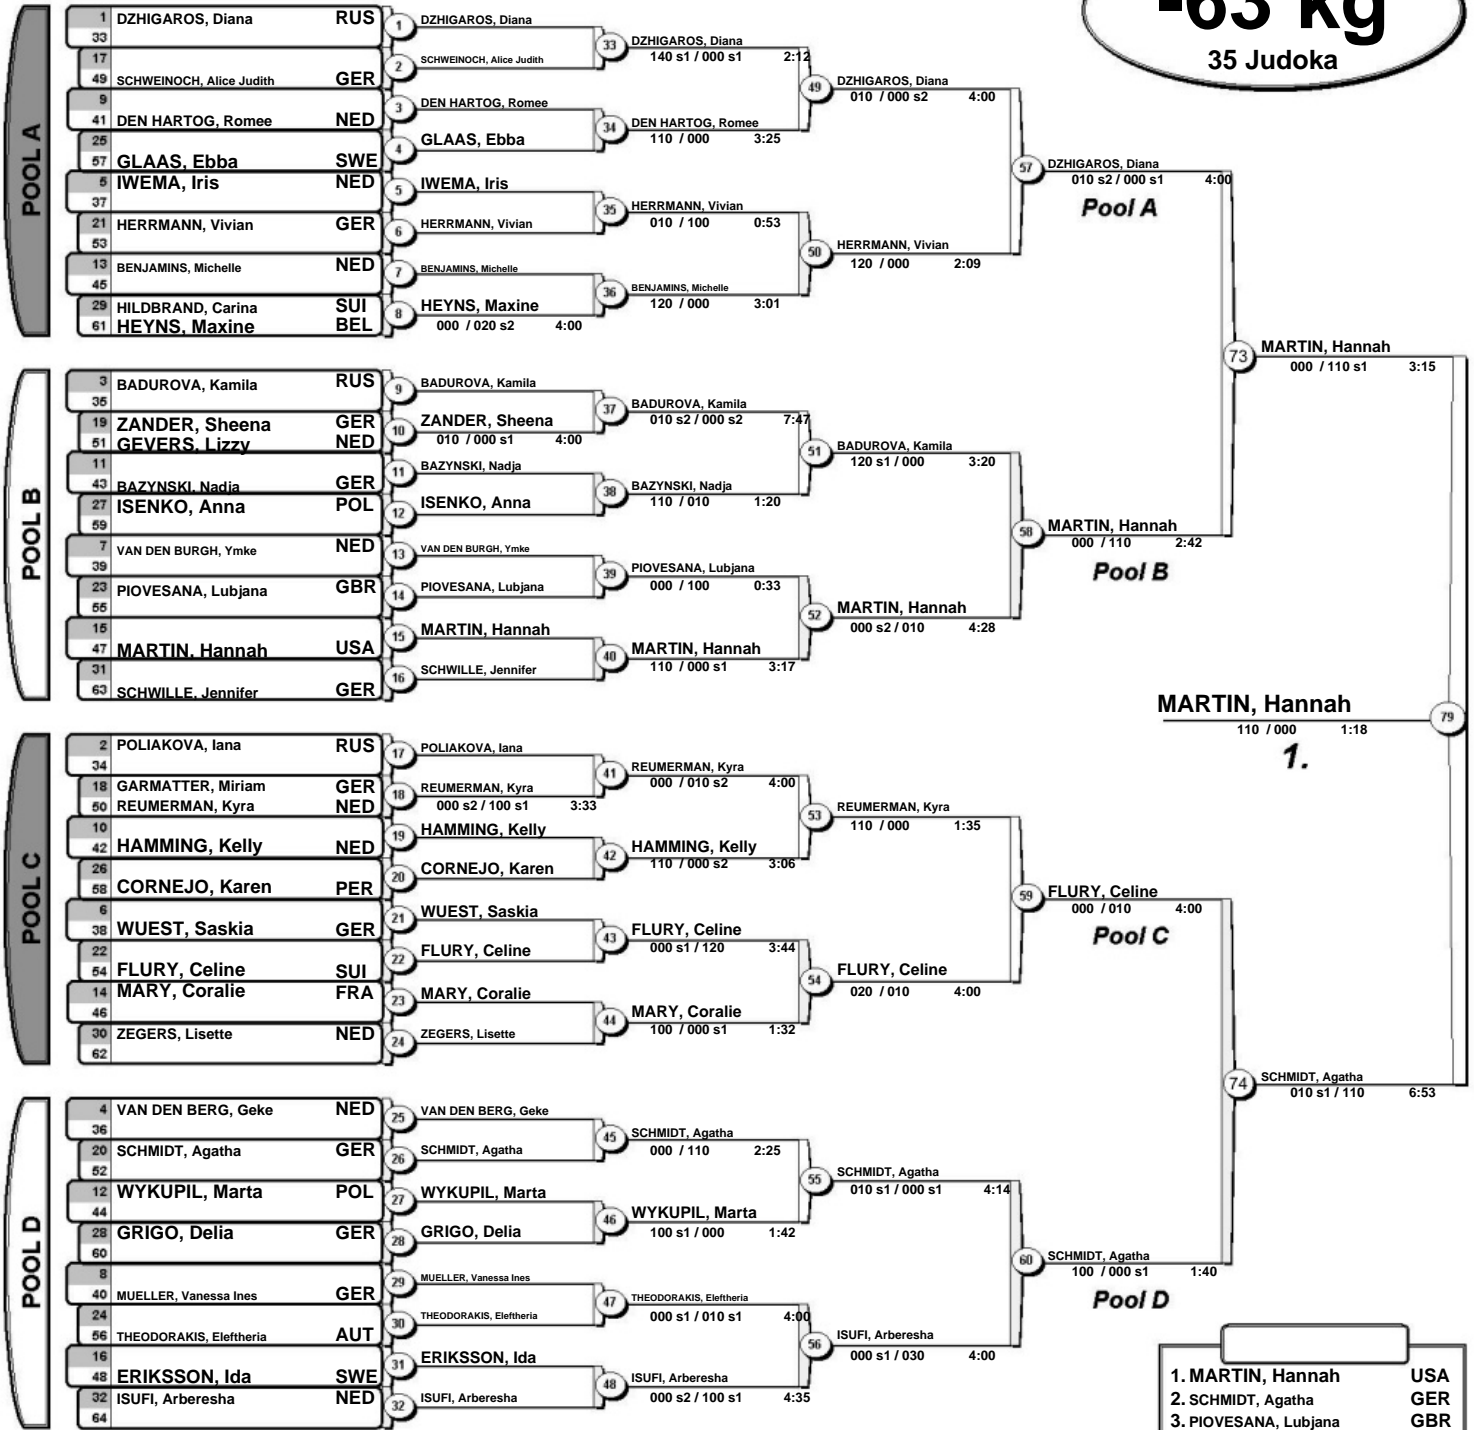 -63 kg
35 Judoka
POOL A
1 DZHIGAROS, Diana RUS
33
17
49 SCHWEINOCH, Alice Judith GER
9
41 DEN HARTOG, Romee NED
25
57 GLAAS, Ebba SWE
5 IWEMA, Iris NED
37
21 HERRMANN, Vivian GER
53
13 BENJAMINS, Michelle NED
45
29 HILDBRAND, Carina SUI
61 HEYNS, Maxine BEL
1 DZHIGAROS, Diana
2 SCHWEINOCH, Alice Judith
3 DEN HARTOG, Romee
4 GLAAS, Ebba
5 IWEMA, Iris
6 HERRMANN, Vivian
7 BENJAMINS, Michelle
8 HEYNS, Maxine
000 / 020 s2 4:00
33 DZHIGAROS, Diana
140 s1 / 000 s1 2:12
34 DEN HARTOG, Romee
110 / 000 3:25
35 HERRMANN, Vivian
010 / 100 0:53
36 BENJAMINS, Michelle
120 / 000 3:01
49 DZHIGAROS, Diana
010 / 000 s2 4:00
50 HERRMANN, Vivian
120 / 000 2:09
57 DZHIGAROS, Diana
010 s2 / 000 s1 4:00
Pool A
POOL B
3 BADUROVA, Kamila RUS
35
19 ZANDER, Sheena GER
51 GEVERS, Lizzy NED
11
43 BAZYNSKI, Nadja GER
27 ISENKO, Anna POL
59
7 VAN DEN BURGH, Ymke NED
39
23 PIOVESANA, Lubjana GBR
55
15
47 MARTIN, Hannah USA
31
63 SCHWILLE, Jennifer GER
9 BADUROVA, Kamila
10 ZANDER, Sheena
010 / 000 s1 4:00
11 BAZYNSKI, Nadja
12 ISENKO, Anna
13 VAN DEN BURGH, Ymke
14 PIOVESANA, Lubjana
15 MARTIN, Hannah
16 SCHWILLE, Jennifer
37 BADUROVA, Kamila
010 s2 / 000 s2 7:47
38 BAZYNSKI, Nadja
110 / 010 1:20
39 PIOVESANA, Lubjana
000 / 100 0:33
40 MARTIN, Hannah
110 / 000 s1 3:17
51 BADUROVA, Kamila
120 s1 / 000 3:20
52 MARTIN, Hannah
000 s2 / 010 4:28
58 MARTIN, Hannah
000 / 110 2:42
Pool B
73 MARTIN, Hannah
000 / 110 s1 3:15
MARTIN, Hannah 79
110 / 000 1:18
1.
POOL C
2 POLIAKOVA, Iana RUS
34
18 GARMATTER, Miriam GER
50 REUMERMAN, Kyra NED
10
42 HAMMING, Kelly NED
26
58 CORNEJO, Karen PER
6
38 WUEST, Saskia GER
22
54 FLURY, Celine SUI
14 MARY, Coralie FRA
46
30 ZEGERS, Lisette NED
62
17 POLIAKOVA, Iana
18 REUMERMAN, Kyra
000 s2 / 100 s1 3:33
19 HAMMING, Kelly
20 CORNEJO, Karen
21 WUEST, Saskia
22 FLURY, Celine
23 MARY, Coralie
24 ZEGERS, Lisette
41 REUMERMAN, Kyra
000 / 010 s2 4:00
42 HAMMING, Kelly
110 / 000 s2 3:06
43 FLURY, Celine
000 s1 / 120 3:44
44 MARY, Coralie
100 / 000 s1 1:32
53 REUMERMAN, Kyra
110 / 000 1:35
54 FLURY, Celine
020 / 010 4:00
59 FLURY, Celine
000 / 010 4:00
Pool C
74 SCHMIDT, Agatha
010 s1 / 110 6:53
POOL D
4 VAN DEN BERG, Geke NED
36
20 SCHMIDT, Agatha GER
52
12 WYKUPIL, Marta POL
44
28 GRIGO, Delia GER
60
8
40 MUELLER, Vanessa Ines GER
24
56 THEODORAKIS, Eleftheria AUT
16
48 ERIKSSON, Ida SWE
32 ISUFI, Arberesha NED
64
25 VAN DEN BERG, Geke
26 SCHMIDT, Agatha
27 WYKUPIL, Marta
28 GRIGO, Delia
29 MUELLER, Vanessa Ines
30 THEODORAKIS, Eleftheria
31 ERIKSSON, Ida
32 ISUFI, Arberesha
45 SCHMIDT, Agatha
000 / 110 2:25
46 WYKUPIL, Marta
100 s1 / 000 1:42
47 THEODORAKIS, Eleftheria
000 s1 / 010 s1 4:00
48 ISUFI, Arberesha
000 s2 / 100 s1 4:35
55 SCHMIDT, Agatha
010 s1 / 000 s1 4:14
56 ISUFI, Arberesha
000 s1 / 030 4:00
60 SCHMIDT, Agatha
100 / 000 s1 1:40
Pool D
1. MARTIN, Hannah USA
2. SCHMIDT, Agatha GER
3. PIOVESANA, Lubjana GBR